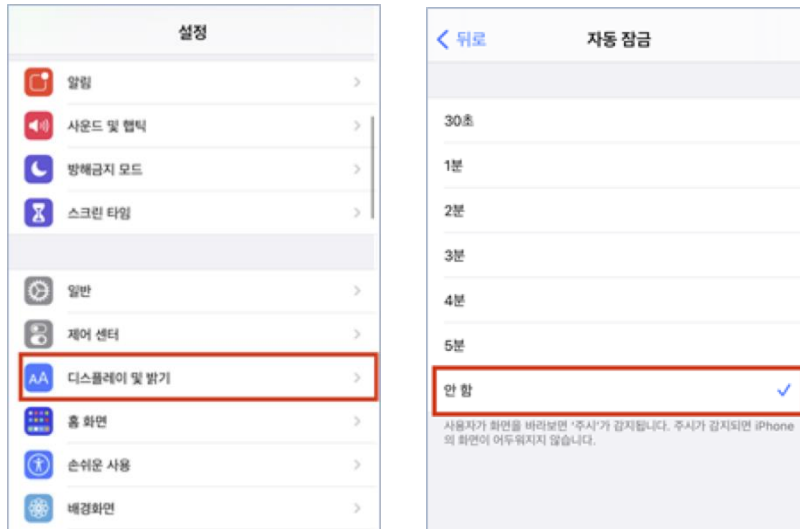 설정
알림
사운드 및 햅틱
방해금지 모드
스크린 타임
일반
제어 센터
AA 디스플레이 및 밝기
홈 화면
손쉬운 사용
배경화면
뒤로 자동 잠금
30초
1분
2분
3분
4분
5분
안 함
사용자가 화면을 바라보면 '주시'가 감지됩니다. 주시가 감지되면 iPhone
의 화면이 어두워지지 않습니다.